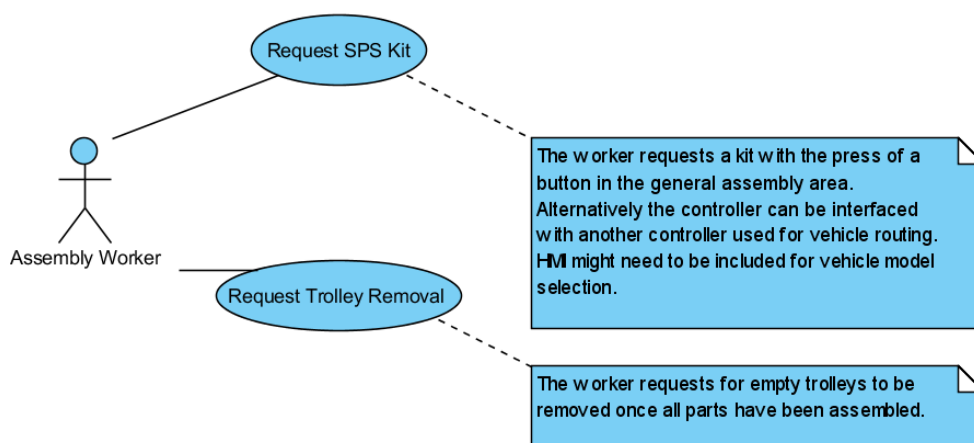 Request SPS Kit
The worker requests a kit with the press of a
button in the general assembly area.
Alternatively the controller can be interfaced
with another controller used for vehicle routing.
HMI might need to be included for vehicle model
selection.
Assembly Worker
Request Trolley Removal
The worker requests for empty trolleys to be
removed once all parts have been assembled.